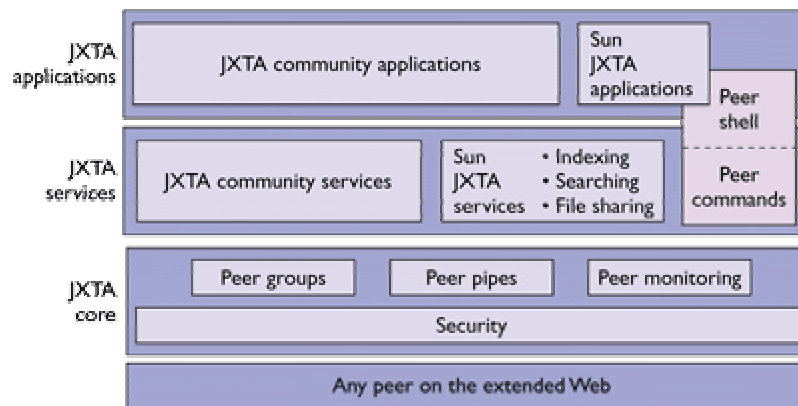 JXTA
applications
JXTA community applications
Sun
JXTA
applications
Peer
shell
JXTA
services
JXTA community services
Sun
JXTA
services
• Indexing
• Searching
• File sharing
Peer
commands
JXTA
core
Peer groups
Peer pipes
Peer monitoring
Security
Any peer on the extended Web